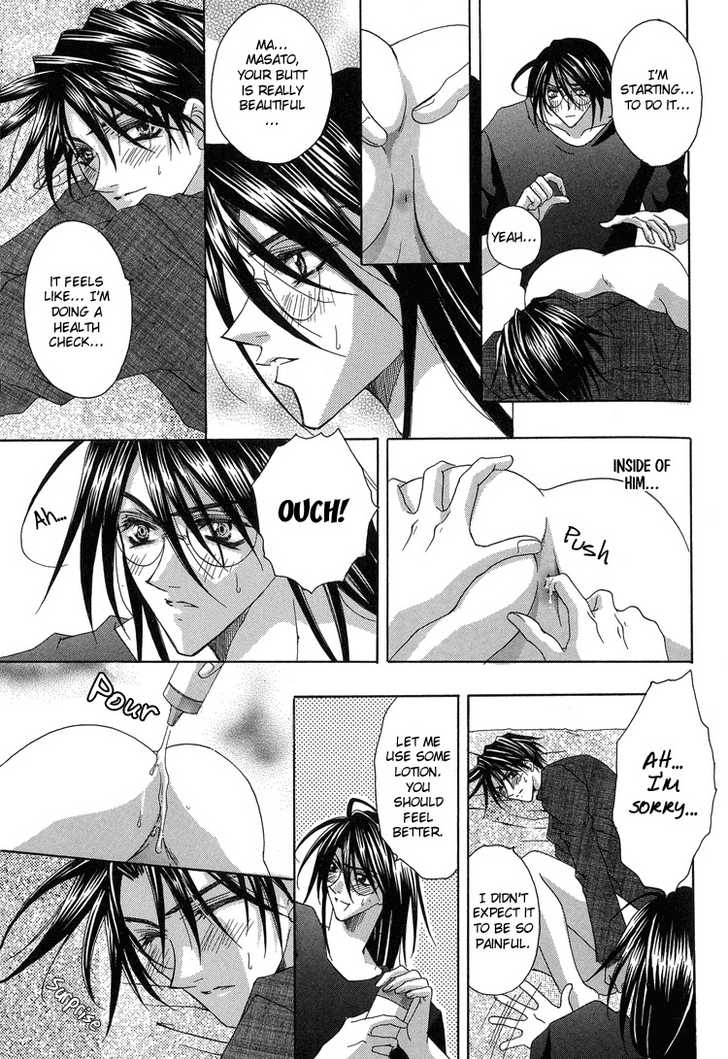 I'M
STARTING...
TO DO IT...
YEAH...
MA...
MASATO,
YOUR BUTT
IS REALLY
BEAUTIFUL
...
IT FEELS
LIKE... I'M
DOING A
HEALTH
CHECK...
INSIDE OF
HIM...
Push
OUCH!
Ah...
AH...
I'M
SORRY...
I DIDN'T
EXPECT IT
TO BE SO
PAINFUL.
LET ME
USE SOME
LOTION.
YOU
SHOULD
FEEL
BETTER.
Pour
Surprise